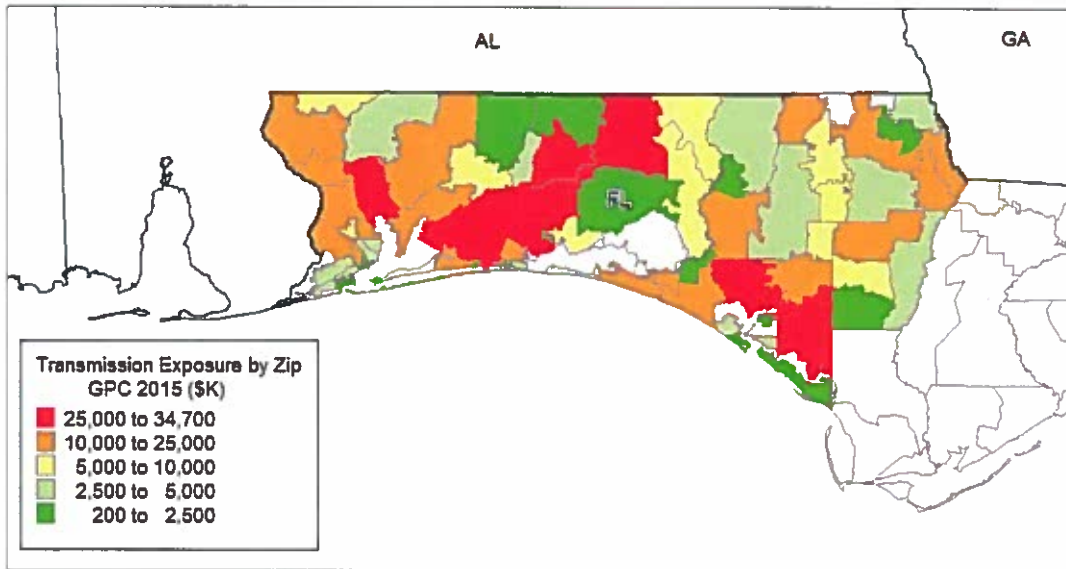 AL
GA
FL
Transmission Exposure by Zip
GPC 2015 ($K)
25,000 to 34,700
10,000 to 25,000
5,000 to 10,000
2,500 to 5,000
200 to 2,500